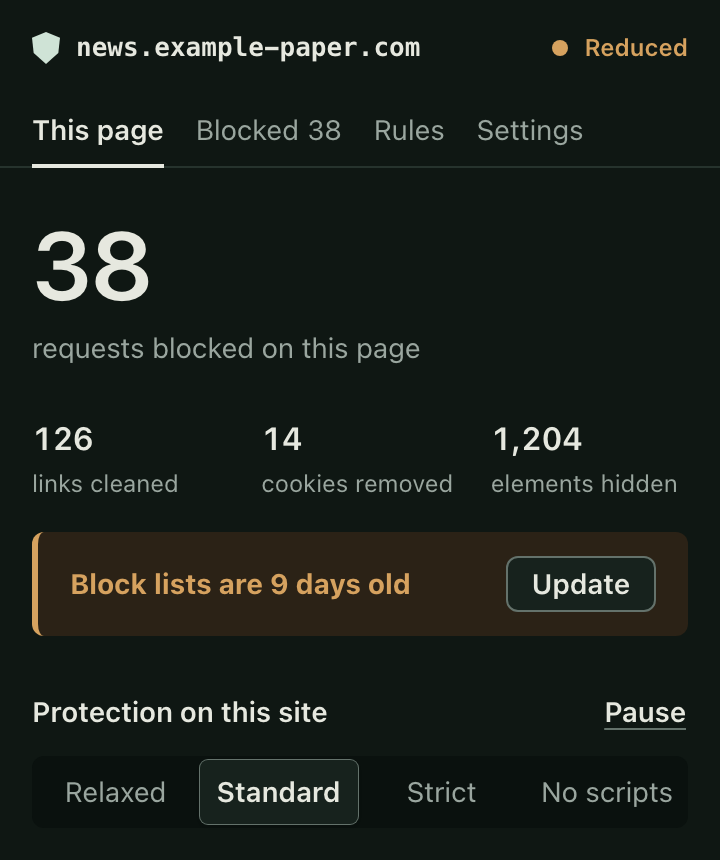 news.example-paper.com Reduced
This page Blocked 38 Rules Settings
38
requests blocked on this page
126 14 1,204
links cleaned cookies removed elements hidden
Block lists are 9 days old Update
Protection on this site Pause
Relaxed Standard Strict No scripts